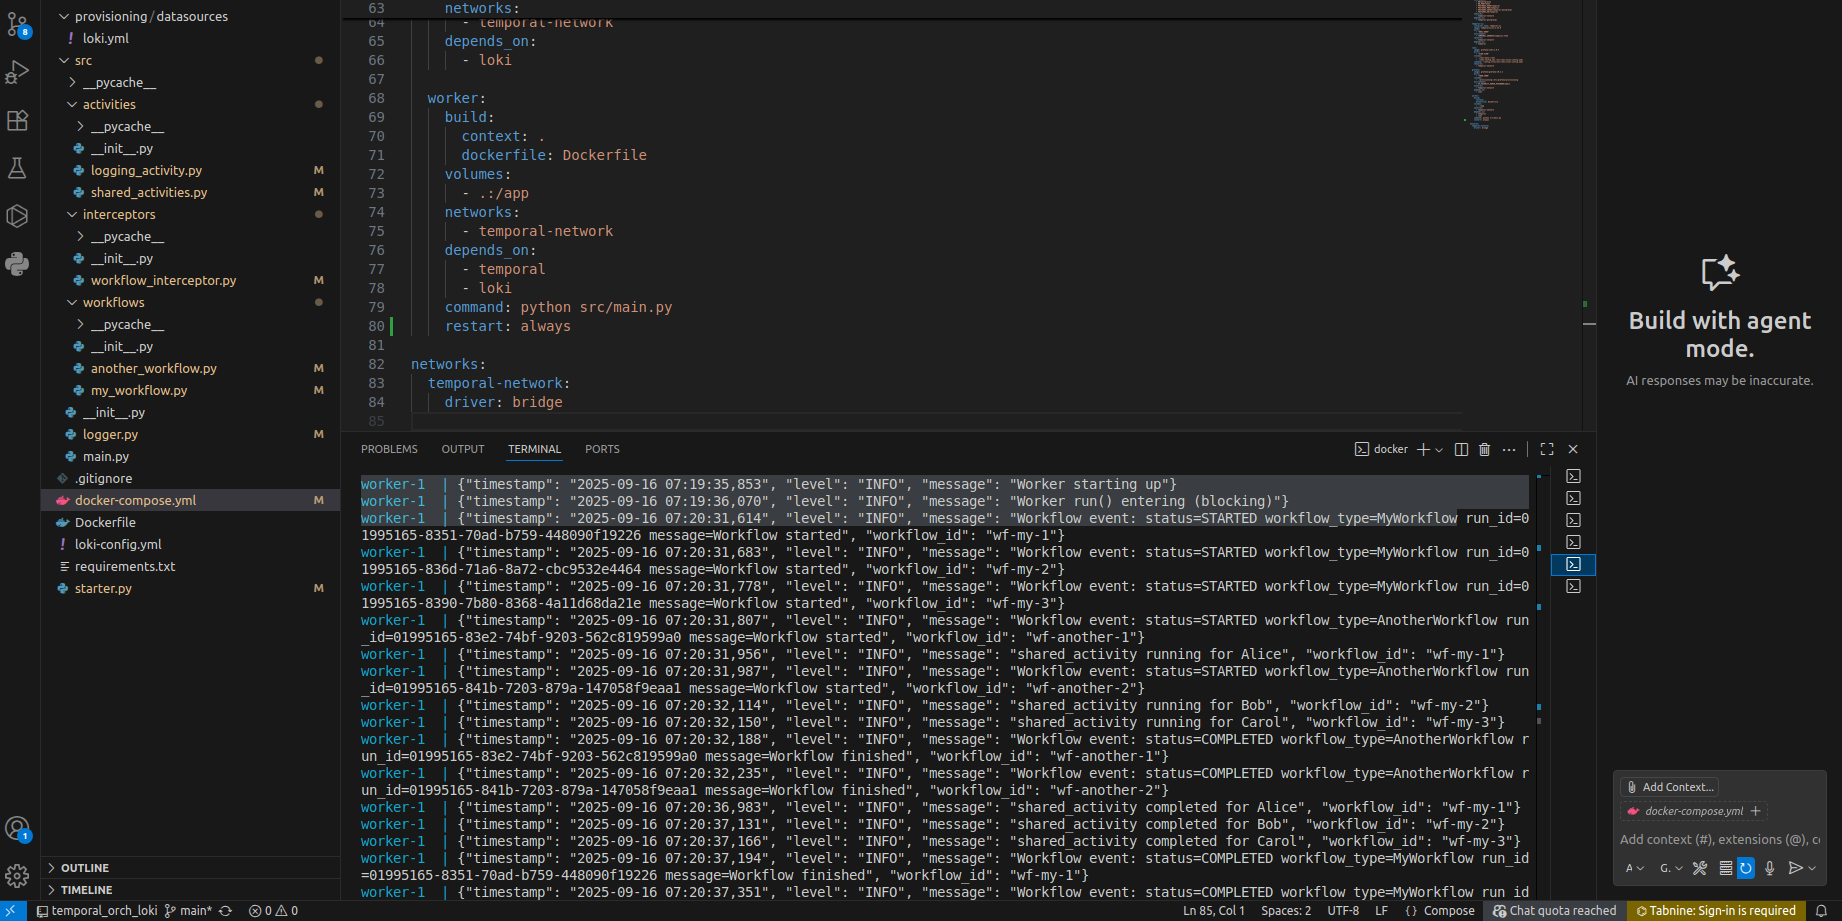 provisioning / datasources
! loki.yml
src
__pycache__
activities
__pycache__
__init__.py
logging_activity.py M
shared_activities.py M
interceptors
__pycache__
__init__.py
workflow_interceptor.py M
workflows
__pycache__
__init__.py
another_workflow.py M
my_workflow.py M
__init__.py
logger.py M
main.py
.gitignore
docker-compose.yml M
Dockerfile
! loki-config.yml
requirements.txt
starter.py M
OUTLINE
TIMELINE
8
1
63 networks:
64 - temporal-network
65 depends_on:
66 - loki
67
68 worker:
69 build:
70 context: .
71 dockerfile: Dockerfile
72 volumes:
73 - .:/app
74 networks:
75 - temporal-network
76 depends_on:
77 - temporal
78 - loki
79 command: python src/main.py
80 restart: always
81
82 networks:
83 temporal-network:
84 driver: bridge
85
PROBLEMS OUTPUT TERMINAL PORTS
docker
worker-1 | {"timestamp": "2025-09-16 07:19:35,853", "level": "INFO", "message": "Worker starting up"}
worker-1 | {"timestamp": "2025-09-16 07:19:36,070", "level": "INFO", "message": "Worker run() entering (blocking)"}
worker-1 | {"timestamp": "2025-09-16 07:20:31,614", "level": "INFO", "message": "Workflow event: status=STARTED workflow_type=MyWorkflow run_id=0
1995165-8351-70ad-b759-448090f19226 message=Workflow started", "workflow_id": "wf-my-1"}
worker-1 | {"timestamp": "2025-09-16 07:20:31,683", "level": "INFO", "message": "Workflow event: status=STARTED workflow_type=MyWorkflow run_id=0
1995165-836d-71a6-8a72-cbc9532e4464 message=Workflow started", "workflow_id": "wf-my-2"}
worker-1 | {"timestamp": "2025-09-16 07:20:31,778", "level": "INFO", "message": "Workflow event: status=STARTED workflow_type=MyWorkflow run_id=0
1995165-8390-7b80-8368-4a11d68da21e message=Workflow started", "workflow_id": "wf-my-3"}
worker-1 | {"timestamp": "2025-09-16 07:20:31,807", "level": "INFO", "message": "Workflow event: status=STARTED workflow_type=AnotherWorkflow run
_id=01995165-83e2-74bf-9203-562c819599a0 message=Workflow started", "workflow_id": "wf-another-1"}
worker-1 | {"timestamp": "2025-09-16 07:20:31,956", "level": "INFO", "message": "shared_activity running for Alice", "workflow_id": "wf-my-1"}
worker-1 | {"timestamp": "2025-09-16 07:20:31,987", "level": "INFO", "message": "Workflow event: status=STARTED workflow_type=AnotherWorkflow run
_id=01995165-841b-7203-879a-147058f9eaa1 message=Workflow started", "workflow_id": "wf-another-2"}
worker-1 | {"timestamp": "2025-09-16 07:20:32,114", "level": "INFO", "message": "shared_activity running for Bob", "workflow_id": "wf-my-2"}
worker-1 | {"timestamp": "2025-09-16 07:20:32,150", "level": "INFO", "message": "shared_activity running for Carol", "workflow_id": "wf-my-3"}
worker-1 | {"timestamp": "2025-09-16 07:20:32,188", "level": "INFO", "message": "Workflow event: status=COMPLETED workflow_type=AnotherWorkflow r
un_id=01995165-83e2-74bf-9203-562c819599a0 message=Workflow finished", "workflow_id": "wf-another-1"}
worker-1 | {"timestamp": "2025-09-16 07:20:32,235", "level": "INFO", "message": "Workflow event: status=COMPLETED workflow_type=AnotherWorkflow r
un_id=01995165-841b-7203-879a-147058f9eaa1 message=Workflow finished", "workflow_id": "wf-another-2"}
worker-1 | {"timestamp": "2025-09-16 07:20:36,983", "level": "INFO", "message": "shared_activity completed for Alice", "workflow_id": "wf-my-1"}
worker-1 | {"timestamp": "2025-09-16 07:20:37,131", "level": "INFO", "message": "shared_activity completed for Bob", "workflow_id": "wf-my-2"}
worker-1 | {"timestamp": "2025-09-16 07:20:37,166", "level": "INFO", "message": "shared_activity completed for Carol", "workflow_id": "wf-my-3"}
worker-1 | {"timestamp": "2025-09-16 07:20:37,194", "level": "INFO", "message": "Workflow event: status=COMPLETED workflow_type=MyWorkflow run_id
=01995165-8351-70ad-b759-448090f19226 message=Workflow finished", "workflow_id": "wf-my-1"}
worker-1 | {"timestamp": "2025-09-16 07:20:37,351", "level": "INFO", "message": "Workflow event: status=COMPLETED workflow_type=MyWorkflow run id
Build with agent
mode.
AI responses may be inaccurate.
Add Context...
docker-compose.yml +
Add context (#), extensions (@), c
A G.
temporal_orch_loki main* 0 0
Ln 85, Col 1 Spaces: 2 UTF-8 LF {} Compose Chat quota reached Tabnine: Sign-in is required